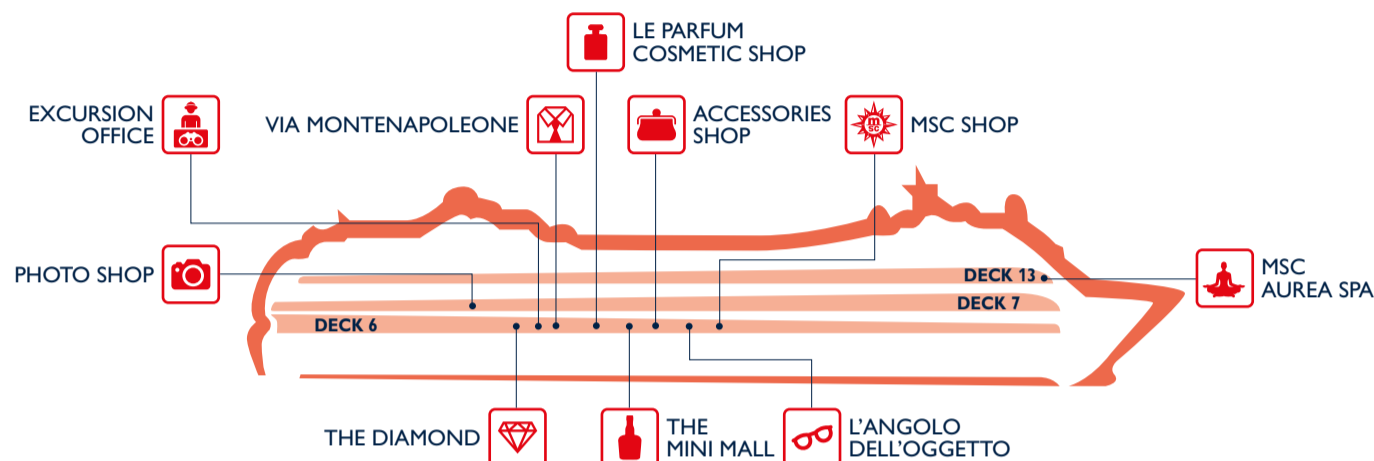 LE PARFUM
COSMETIC SHOP
EXCURSION
OFFICE
VIA MONTENAPOLEONE
ACCESSORIES
SHOP
msc
MSC SHOP
PHOTO SHOP
DECK 13
MSC
AUREA SPA
DECK 7
DECK 6
THE DIAMOND
THE
MINI MALL
L’ANGOLO
DELL’OGGETTO